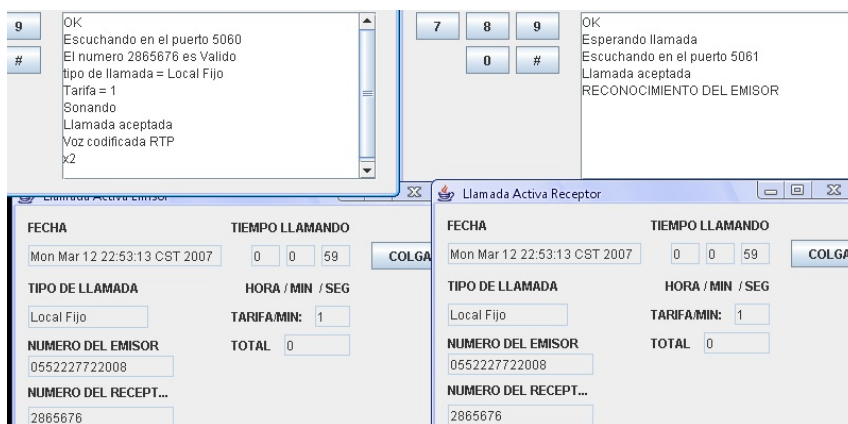 9
#
OK
Escuchando en el puerto 5060
El numero 2865676 es Valido
tipo de llamada = Local Fijo
Tarifa = 1
Sonando
Llamada aceptada
Voz codificada RTP
x2
7 8 9
0 #
OK
Esperando llamada
Escuchando en el puerto 5061
Llamada aceptada
RECONOCIMIENTO DEL EMISOR
Llamada Activa Emisor
FECHA TIEMPO LLAMANDO
Mon Mar 12 22:53:13 CST 2007 0 0 59 COLGA
TIPO DE LLAMADA HORA / MIN / SEG
Local Fijo TARIFA/MIN: 1
NUMERO DEL EMISOR TOTAL 0
0552227722008
NUMERO DEL RECEPT...
2865676
Llamada Activa Receptor
FECHA TIEMPO LLAMANDO
Mon Mar 12 22:53:13 CST 2007 0 0 59 COLGA
TIPO DE LLAMADA HORA / MIN / SEG
Local Fijo TARIFA/MIN: 1
NUMERO DEL EMISOR TOTAL 0
0552227722008
NUMERO DEL RECEPT...
2865676